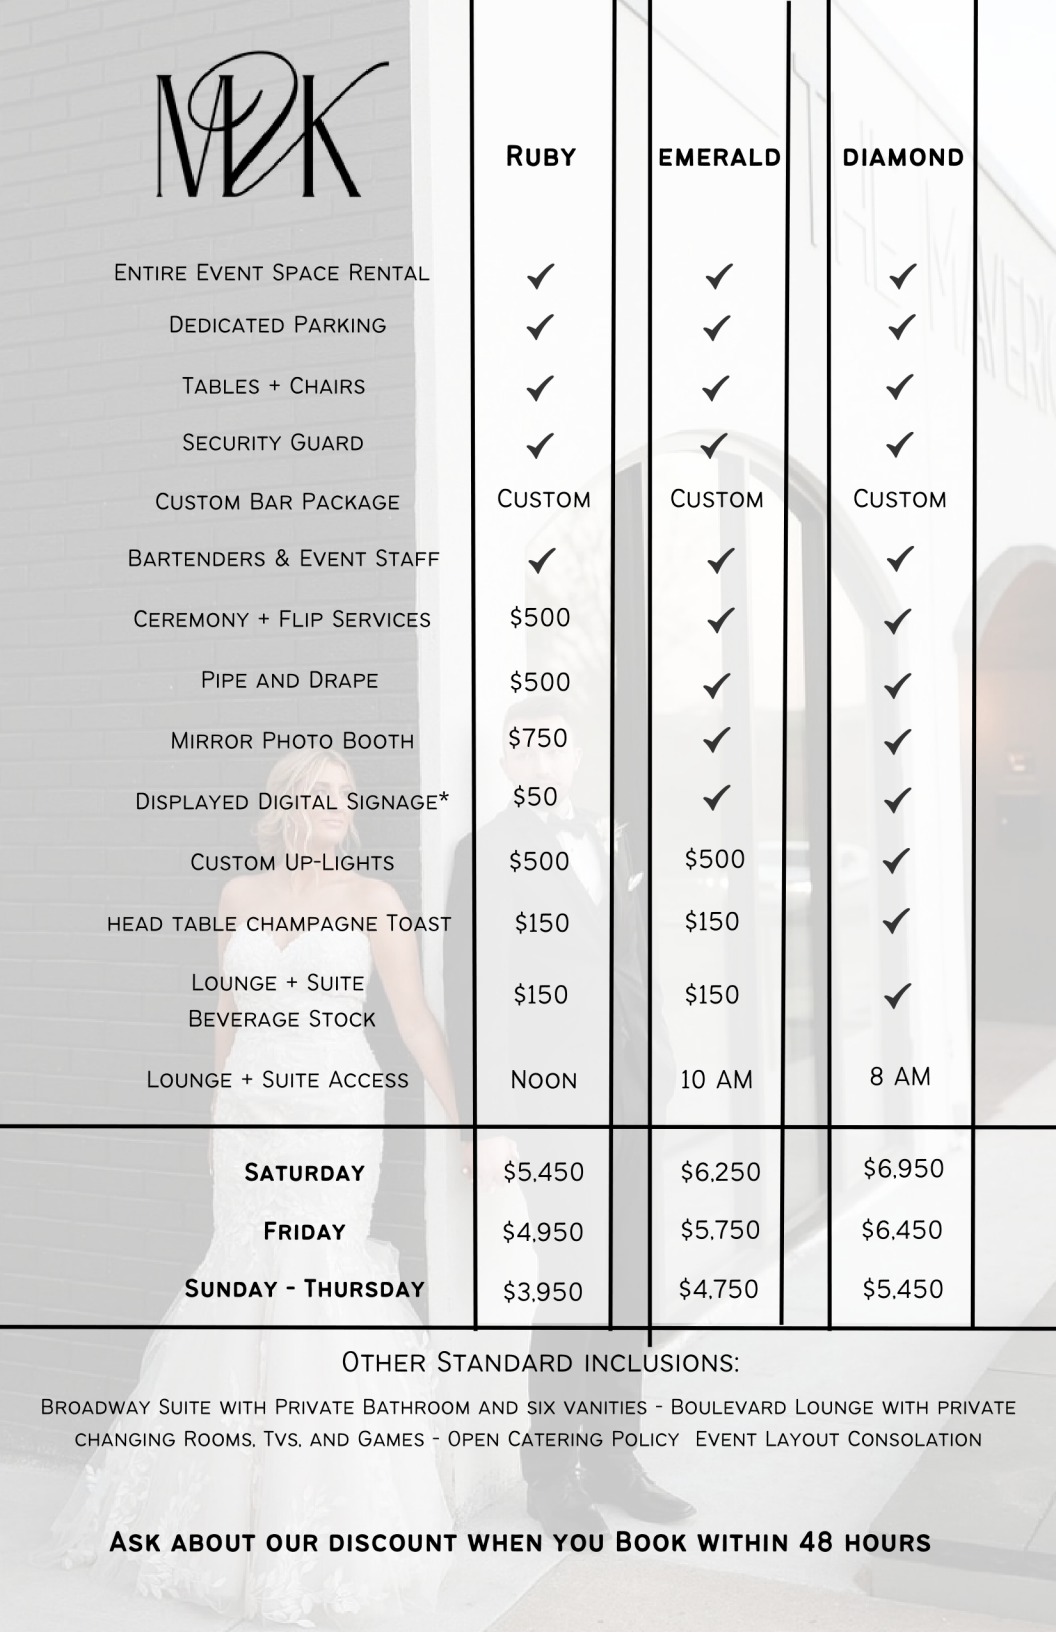 MDK
Ruby EMERALD DIAMOND
Entire Event Space Rental ✓ ✓ ✓
Dedicated Parking ✓ ✓ ✓
Tables + Chairs ✓ ✓ ✓
Security Guard ✓ ✓ ✓
Custom Bar Package Custom Custom Custom
Bartenders & Event Staff ✓ ✓ ✓
Ceremony + Flip Services $500 ✓ ✓
Pipe and Drape $500 ✓ ✓
Mirror Photo Booth $750 ✓ ✓
Displayed Digital Signage* $50 ✓ ✓
Custom Up-Lights $500 $500 ✓
head table champagne Toast $150 $150 ✓
Lounge + Suite
Beverage Stock $150 $150 ✓
Lounge + Suite Access Noon 10 AM 8 AM
Saturday $5,450 $6,250 $6,950
Friday $4,950 $5,750 $6,450
Sunday - Thursday $3,950 $4,750 $5,450
Other Standard inclusions:
Broadway Suite with Private Bathroom and six vanities - Boulevard Lounge with private
changing Rooms, Tvs, and Games - Open Catering Policy Event Layout Consolation
Ask about our discount when you Book within 48 hours